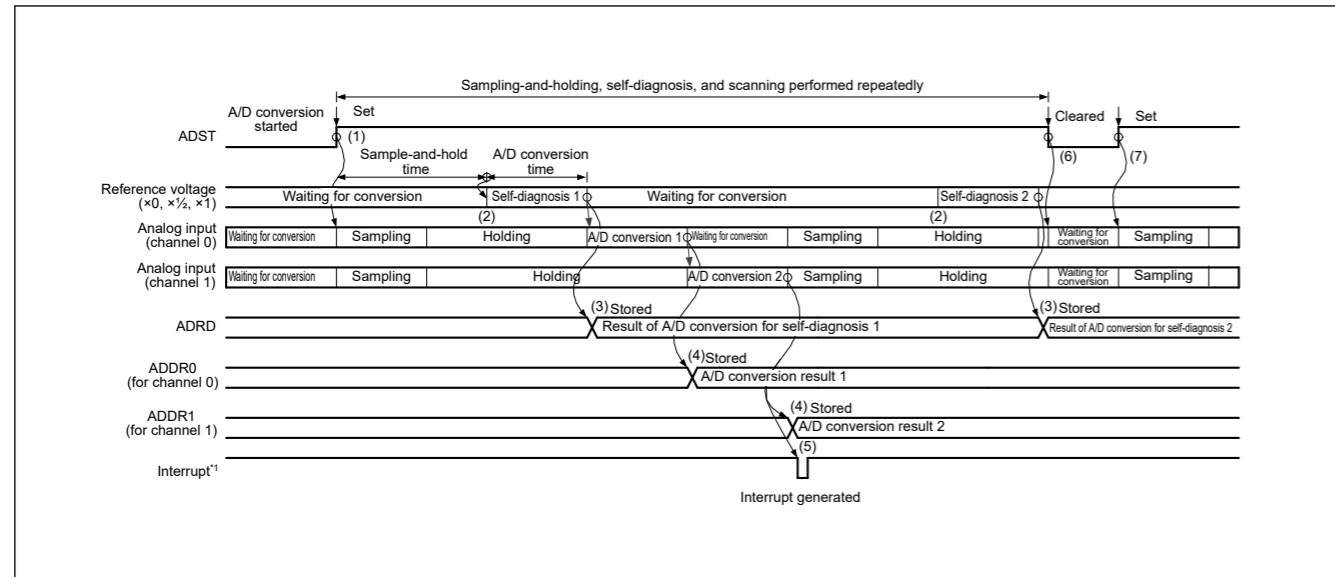 Sampling-and-holding, self-diagnosis, and scanning performed repeatedly
A/D conversion
started
Set
Cleared
Set
ADST
(1)
(6)
(7)
Sample-and-hold
time
A/D conversion
time
Reference voltage
(×0, ×½, ×1)
Waiting for conversion
Self-diagnosis 1
Waiting for conversion
Self-diagnosis 2
(2)
(2)
Analog input
(channel 0)
Waiting for conversion
Sampling
Holding
A/D conversion 1
Waiting for conversion
Sampling
Holding
Waiting for
conversion
Sampling
Analog input
(channel 1)
Waiting for conversion
Sampling
Holding
A/D conversion 2
Sampling
Holding
Waiting for
conversion
Sampling
(3) Stored
(3) Stored
ADRD
Result of A/D conversion for self-diagnosis 1
Result of A/D conversion for self-diagnosis 2
(4) Stored
ADDR0
(for channel 0)
A/D conversion result 1
(4) Stored
ADDR1
(for channel 1)
A/D conversion result 2
(5)
Interrupt*1
Interrupt generated